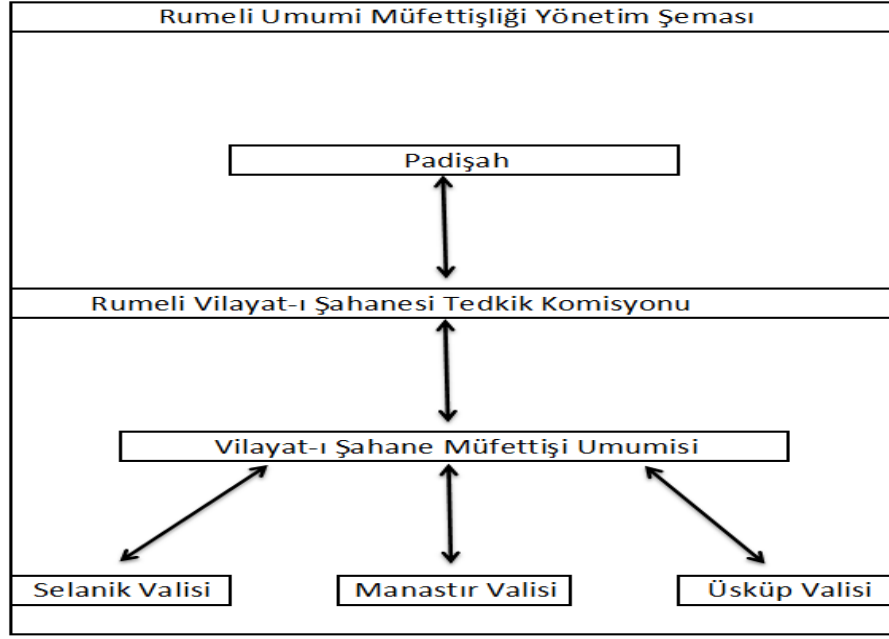 Rumeli Umumi Müfettişliği Yönetim Şeması
Padişah
Rumeli Vilayat-ı Şahanesi Tedkik Komisyonu
Vilayat-ı Şahane Müfettişi Umumisi
Selanik Valisi
Manastır Valisi
Üsküp Valisi